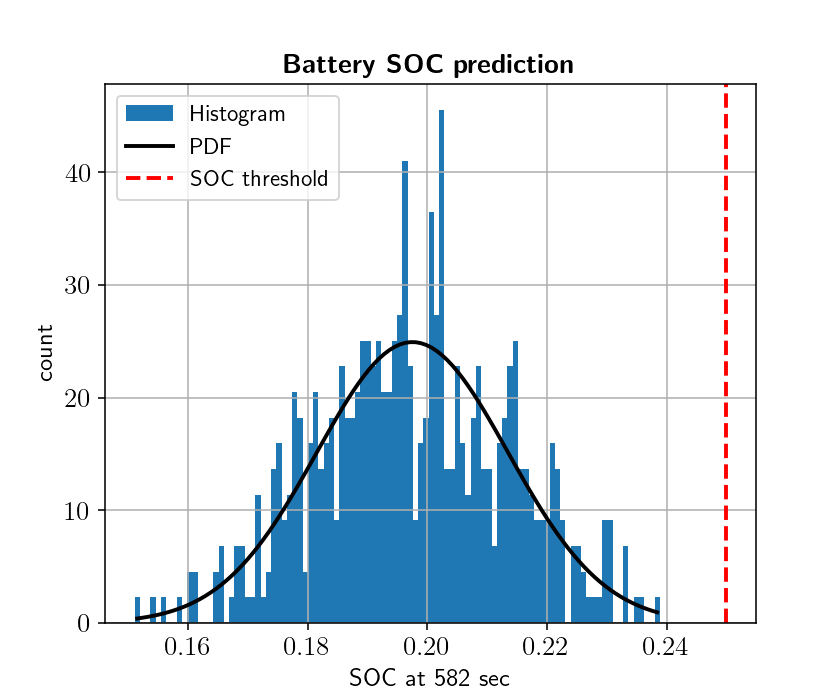 Battery SOC prediction
Histogram
PDF
SOC threshold
count
40
30
20
10
0
0.16 0.18 0.20 0.22 0.24
SOC at 582 sec